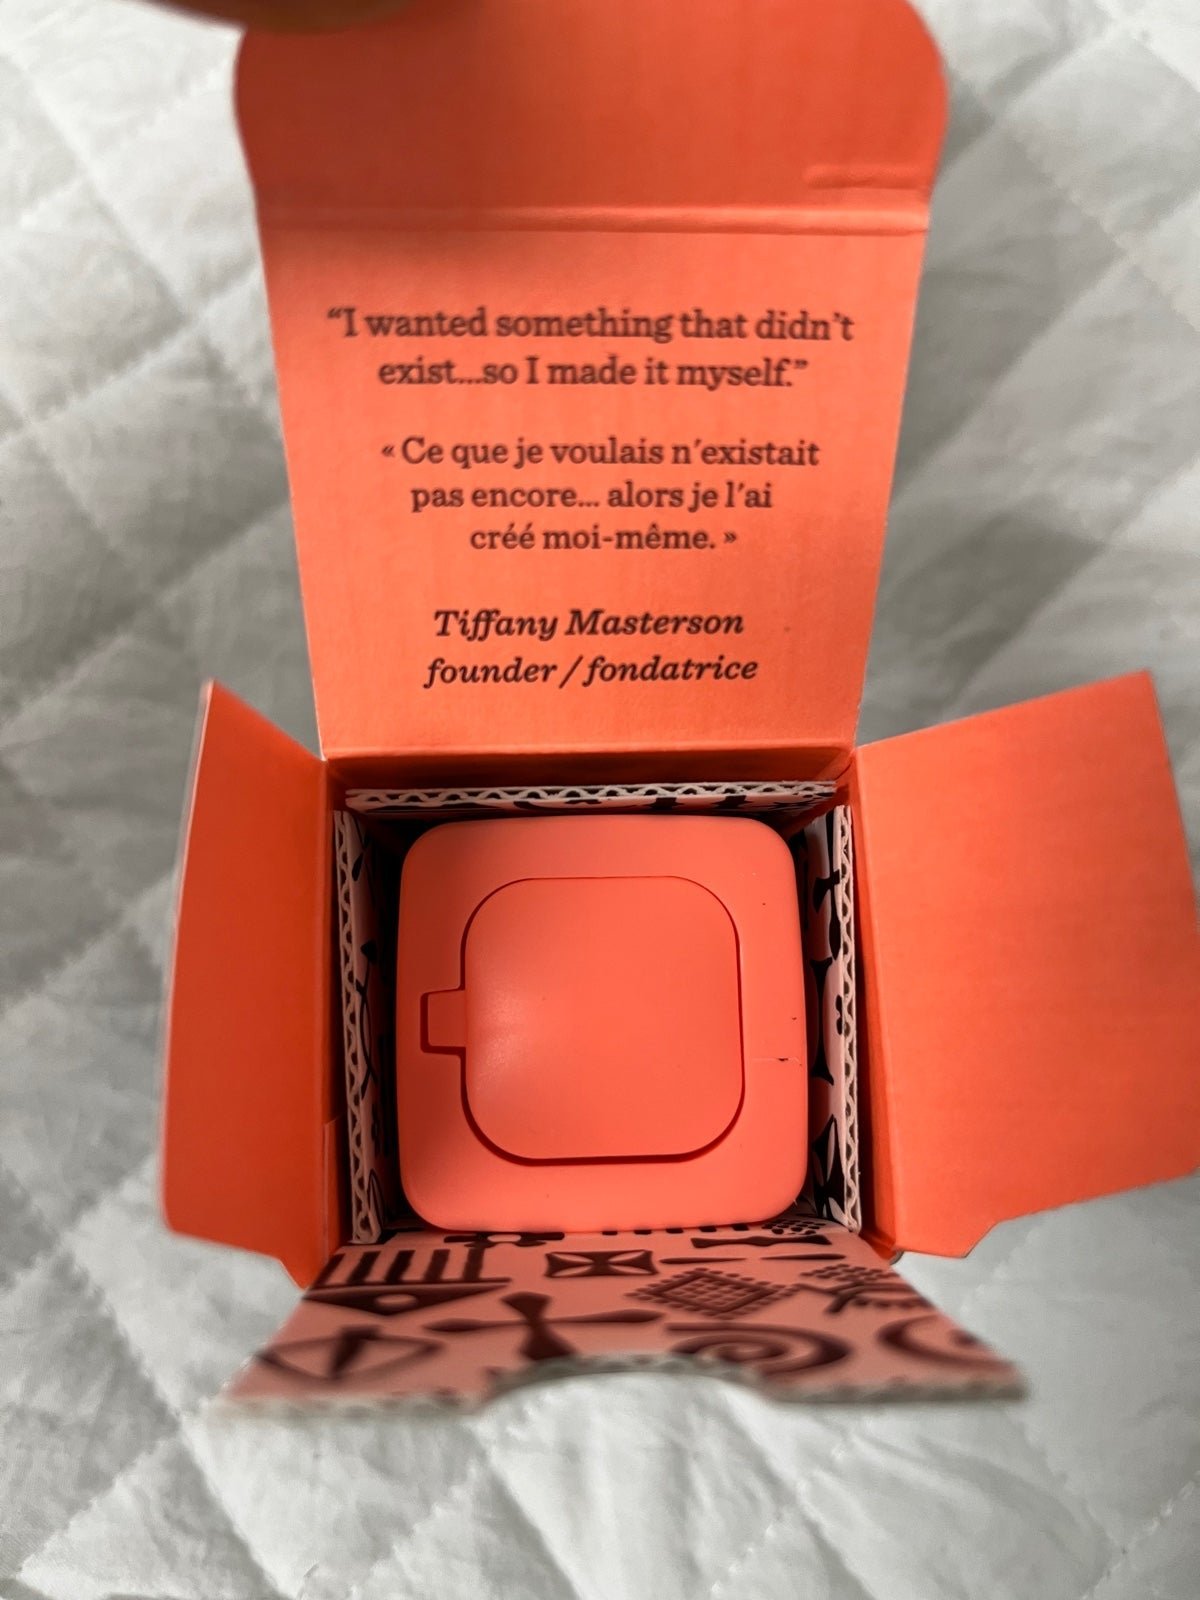 “I wanted something that didn’t
exist...so I made it myself.”
« Ce que je voulais n’existait
pas encore... alors je l’ai
créé moi-même. »
Tiffany Masterson
founder / fondatrice